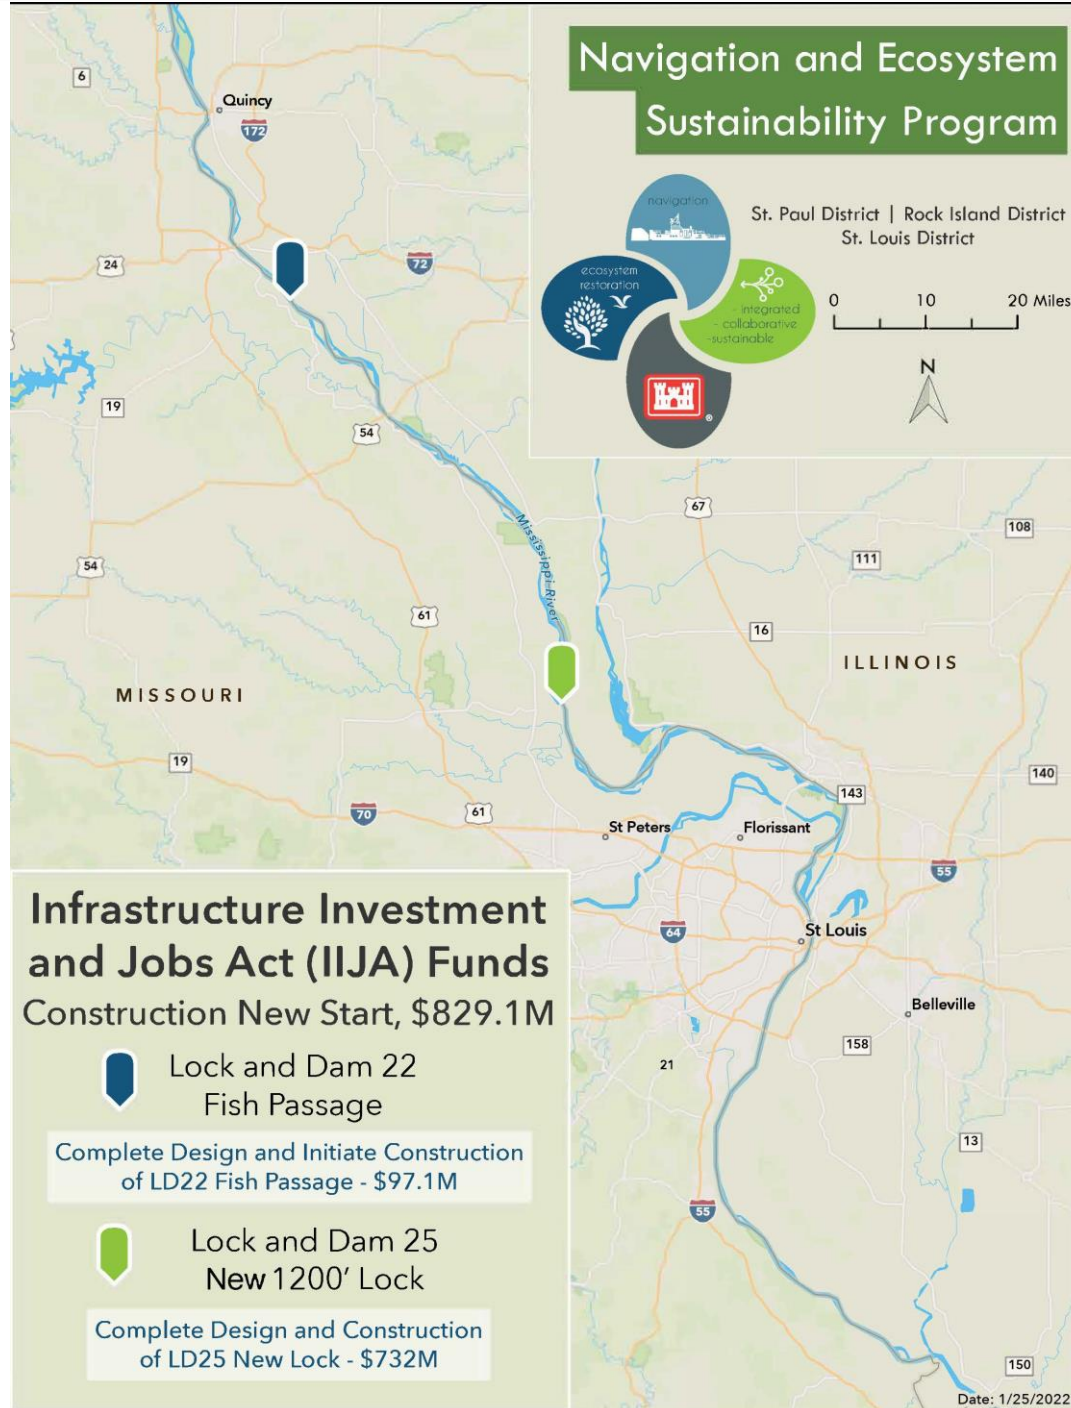 Navigation and Ecosystem
Sustainability Program
navigation
ecosystem
restoration
- integrated
- collaborative
-sustainable
®
St. Paul District | Rock Island District
St. Louis District
0 10 20 Miles
N
6
Quincy
172
24
72
19
54
67
108
111
54
Mississippi River
61
16
ILLINOIS
MISSOURI
19
140
143
70
61
St Peters
Florissant
55
64
St Louis
Belleville
158
21
13
55
150
Infrastructure Investment
and Jobs Act (IIJA) Funds
Construction New Start, $829.1M
Lock and Dam 22
Fish Passage
Complete Design and Initiate Construction
of LD22 Fish Passage - $97.1M
Lock and Dam 25
New 1200' Lock
Complete Design and Construction
of LD25 New Lock - $732M
Date: 1/25/2022